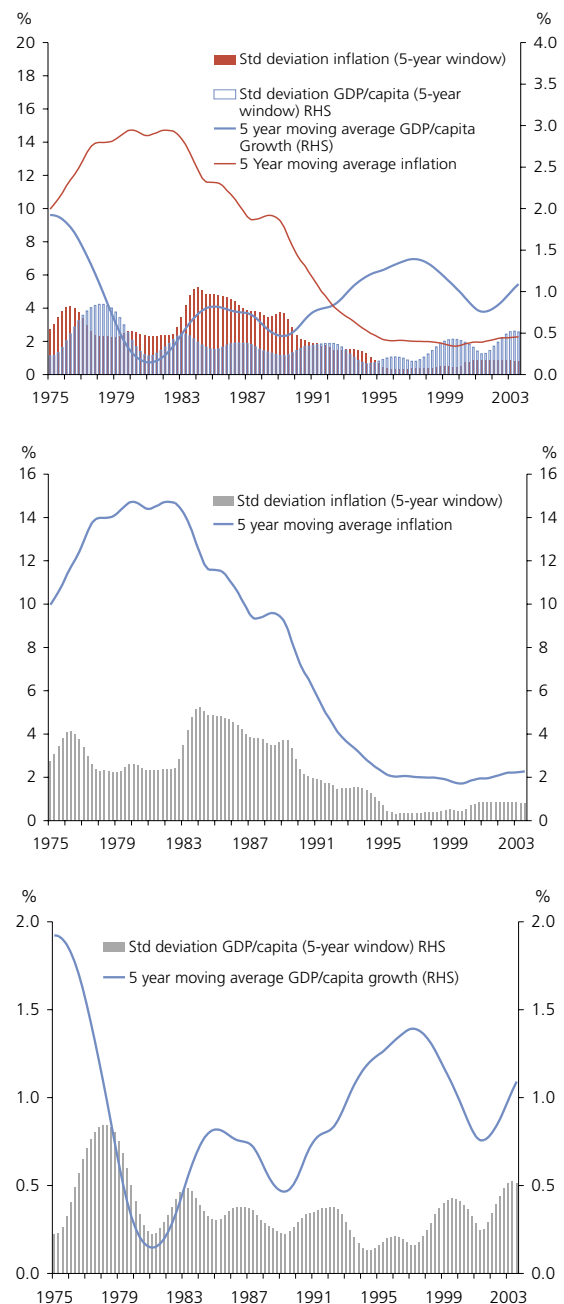 % %
20 4.0
18 3.5
16 3.0
14 2.5
12 2.0
10 1.5
8 1.0
6 0.5
4 0.0
2
0
Std deviation inflation (5-year window)
Std deviation GDP/capita (5-year
window) RHS
5 year moving average GDP/capita
Growth (RHS)
5 Year moving average inflation
1975 1979 1983 1987 1991 1995 1999 2003
% %
16 16
14 14
12 12
10 10
8 8
6 6
4 4
2 2
0 0
Std deviation inflation (5-year window)
5 year moving average inflation
1975 1979 1983 1987 1991 1995 1999 2003
% %
2.0 2.0
1.5 1.5
1.0 1.0
0.5 0.5
0.0 0.0
Std deviation GDP/capita (5-year window) RHS
5 year moving average GDP/capita growth (RHS)
1975 1979 1983 1987 1991 1995 1999 2003